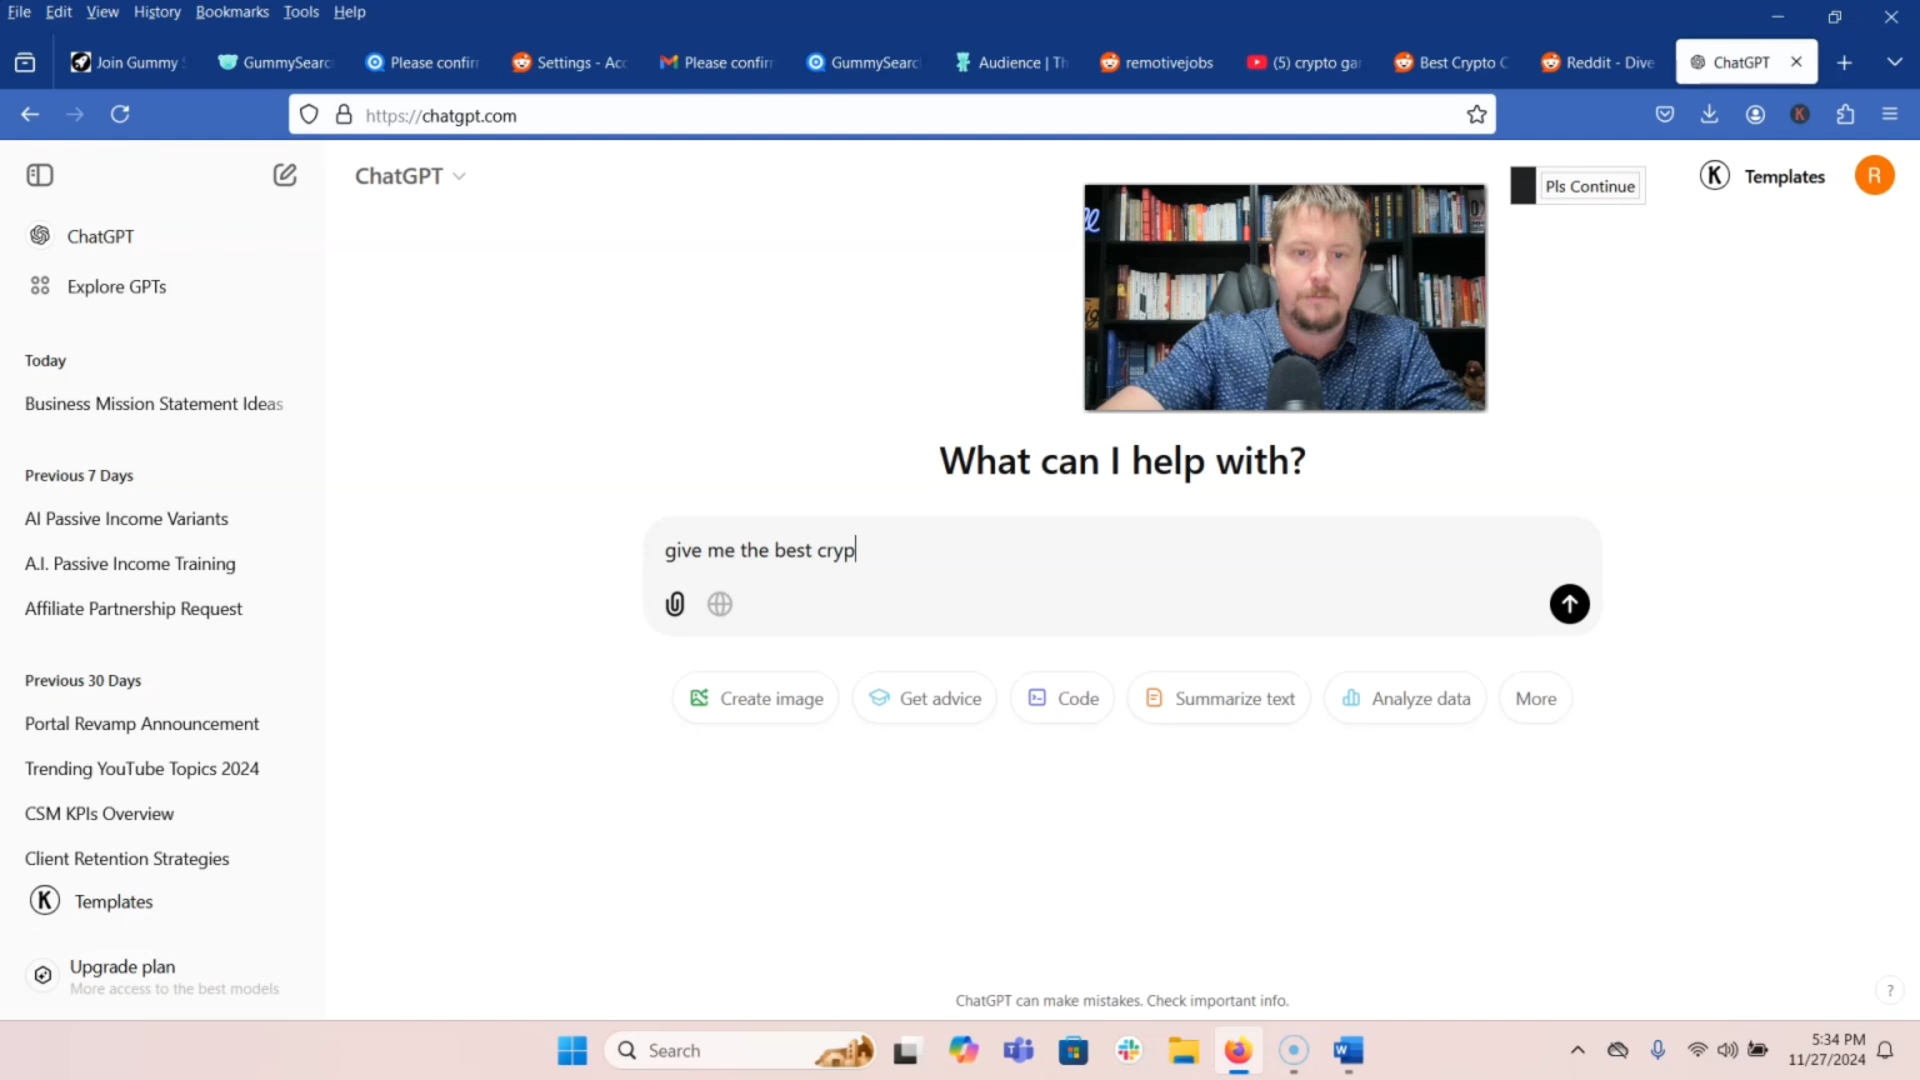 File Edit View History Bookmarks Tools Help
Join Gummy GummySearc Please confir Settings - Acc Please confir GummySearc Audience | Th remotivejobs (5) crypto ga Best Crypto Reddit - Dive ChatGPT
https://chatgpt.com
ChatGPT
Pls Continue
K Templates
R
ChatGPT
Explore GPTs
Today
Business Mission Statement Ideas
What can I help with?
Previous 7 Days
AI Passive Income Variants
A.I. Passive Income Training
Affiliate Partnership Request
give me the best cryp
Previous 30 Days
Portal Revamp Announcement
Trending YouTube Topics 2024
CSM KPIs Overview
Client Retention Strategies
Create image Get advice Code Summarize text Analyze data More
K Templates
Upgrade plan
More access to the best models
ChatGPT can make mistakes. Check important info.
?
Search
5:34 PM
11/27/2024